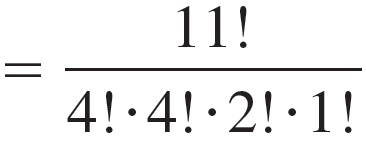 = 11! / 4! · 4! · 2! · 1!